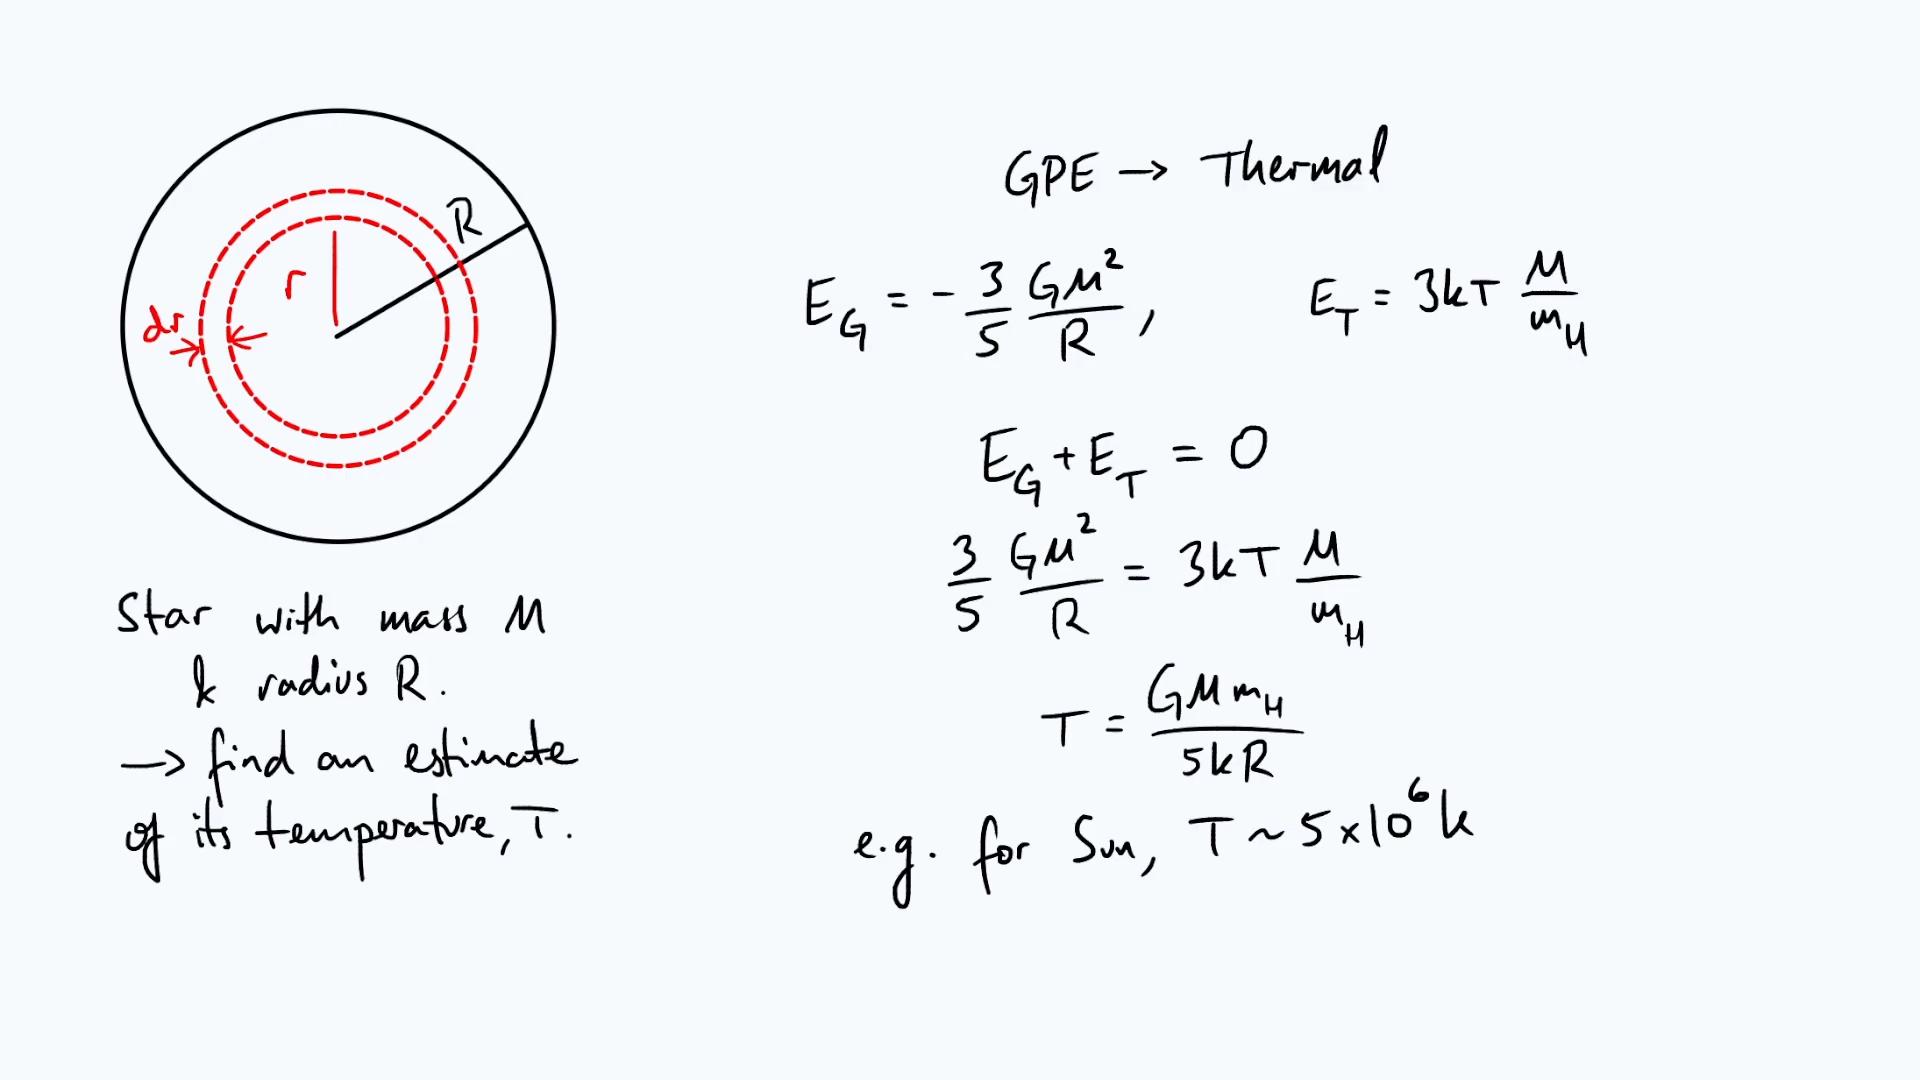 R
r
dr
Star with mass M
& radius R.
→ find an estimate
of its temperature, T.
GPE → Thermal
E_G = - 3/5 GM²/R , E_T = 3kT M/m_H
E_G + E_T = 0
3/5 GM²/R = 3kT M/m_H
T = GMm_H/5kR
e.g. for Sun, T ~ 5×10⁶ K